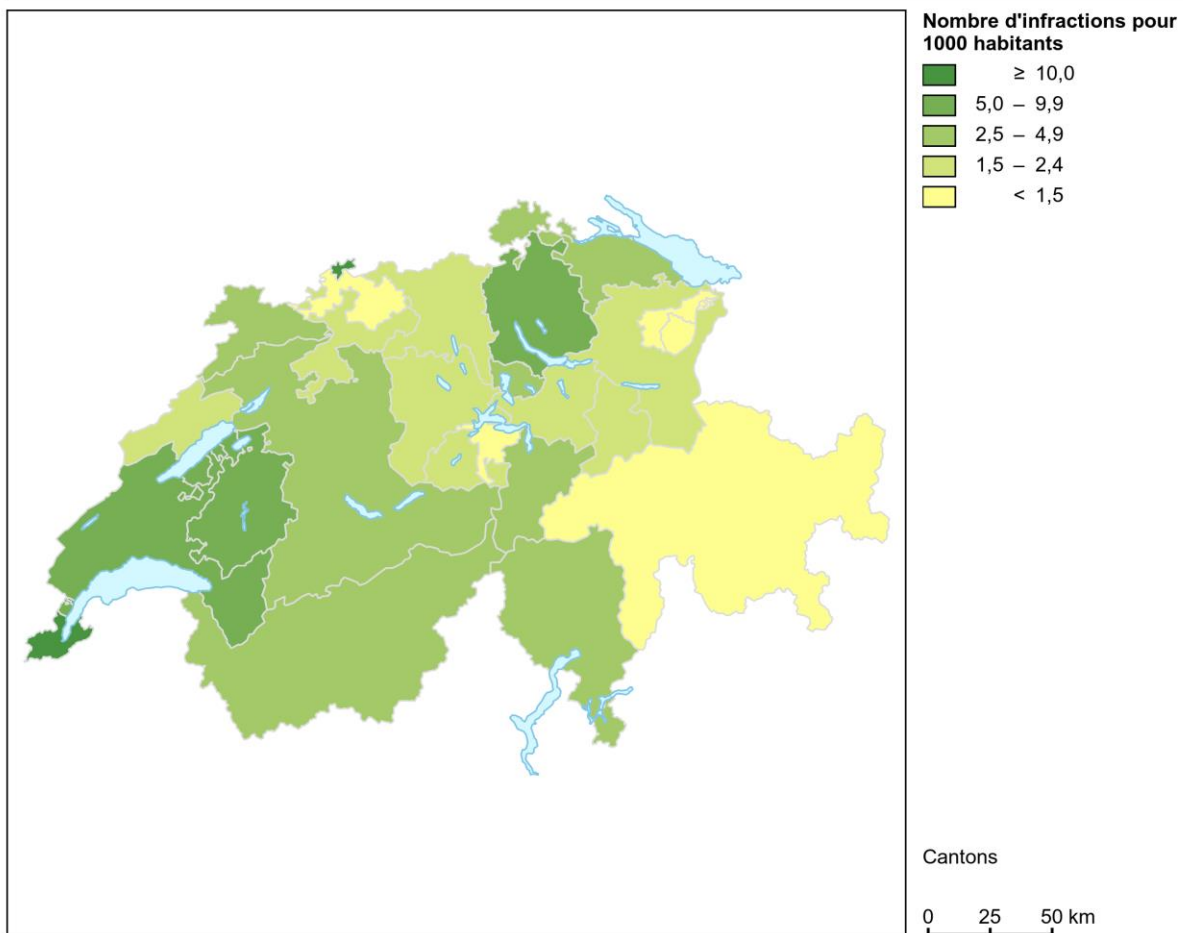 Nombre d'infractions pour
1000 habitants
≥ 10,0
5,0 – 9,9
2,5 – 4,9
1,5 – 2,4
< 1,5
Cantons
0 25 50 km